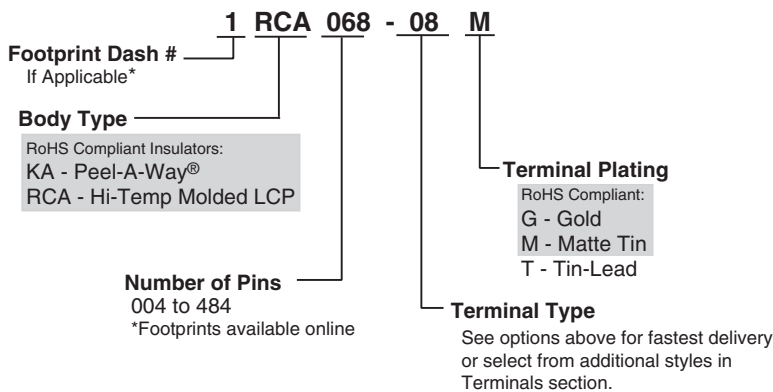 1 RCA 068 - 08 M
Footprint Dash #
If Applicable*
Body Type
RoHS Compliant Insulators:
KA - Peel-A-Way®
RCA - Hi-Temp Molded LCP
Terminal Plating
RoHS Compliant:
G - Gold
M - Matte Tin
T - Tin-Lead
Number of Pins
004 to 484
*Footprints available online
Terminal Type
See options above for fastest delivery
or select from additional styles in
Terminals section.